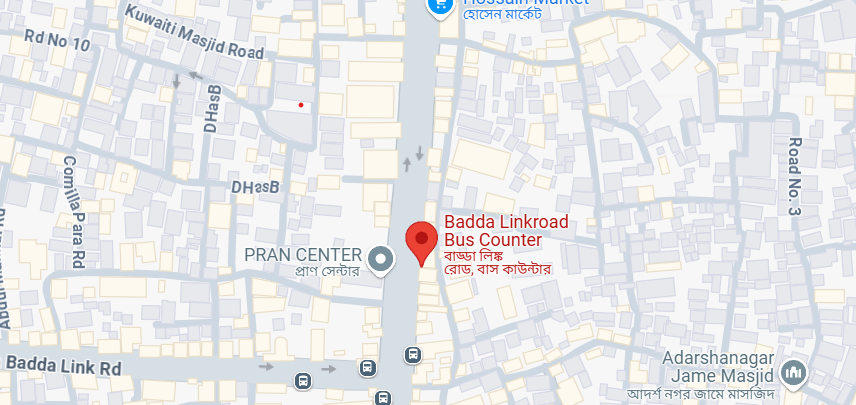 Hossain Market
হোসেন মার্কেট
Kuwaiti Masjid Road
Rd No 10
DHasB
Comilla Para Rd
DHasB
Road No. 3
Badda Linkroad
Bus Counter
বাড্ডা লিঙ্ক
রোড, বাস কাউন্টার
PRAN CENTER
প্রাণ সেন্টার
Badda Link Rd
Adarshanagar
Jame Masjid
আদর্শ নগর জামে মসজিদ